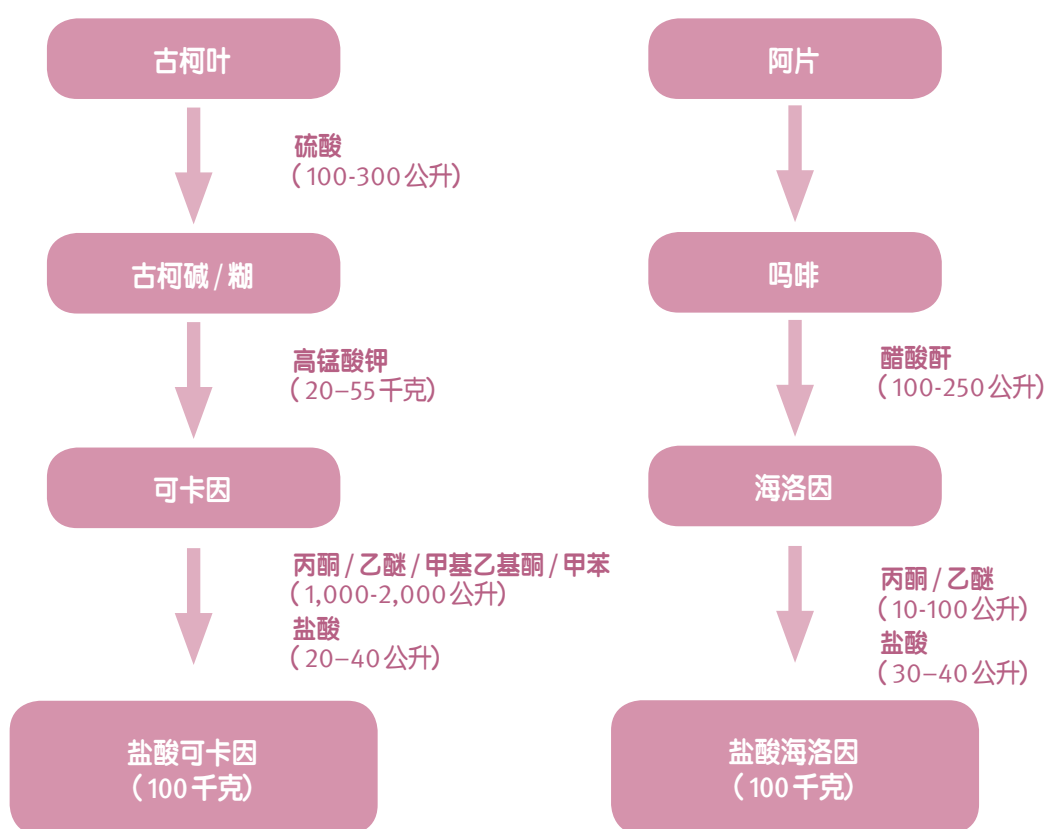 古柯叶
硫酸
（100-300公升）
古柯碱/糊
高锰酸钾
（20–55千克）
可卡因
丙酮/乙醚/甲基乙基酮/甲苯
（1,000-2,000公升）
盐酸
（20–40公升）
盐酸可卡因
（100千克）
阿片
吗啡
醋酸酐
（100-250公升）
海洛因
丙酮/乙醚
（10-100公升）
盐酸
（30–40公升）
盐酸海洛因
（100千克）